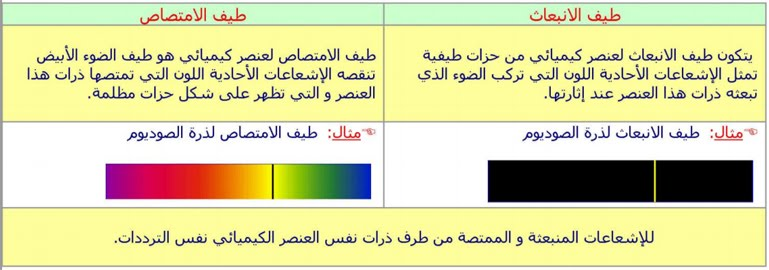 طيف الانبعاث
طيف الامتصاص
يتكون طيف الانبعاث لعنصر كيميائي من حزات طيفية
تمثل الإشعاعات الأحادية اللون التي تركب الضوء الذي
تبعثه ذرات هذا العنصر عند إثارتها.
طيف الامتصاص لعنصر كيميائي هو طيف الضوء الأبيض
تنقصه الإشعاعات الأحادية اللون التي تمتصها ذرات هذا
العنصر و التي تظهر على شكل حزات مظلمة.
☜مثال: طيف الانبعاث لذرة الصوديوم
☜مثال: طيف الامتصاص لذرة الصوديوم
للإشعاعات المنبعثة و الممتصة من طرف ذرات نفس العنصر الكيميائي نفس الترددات.